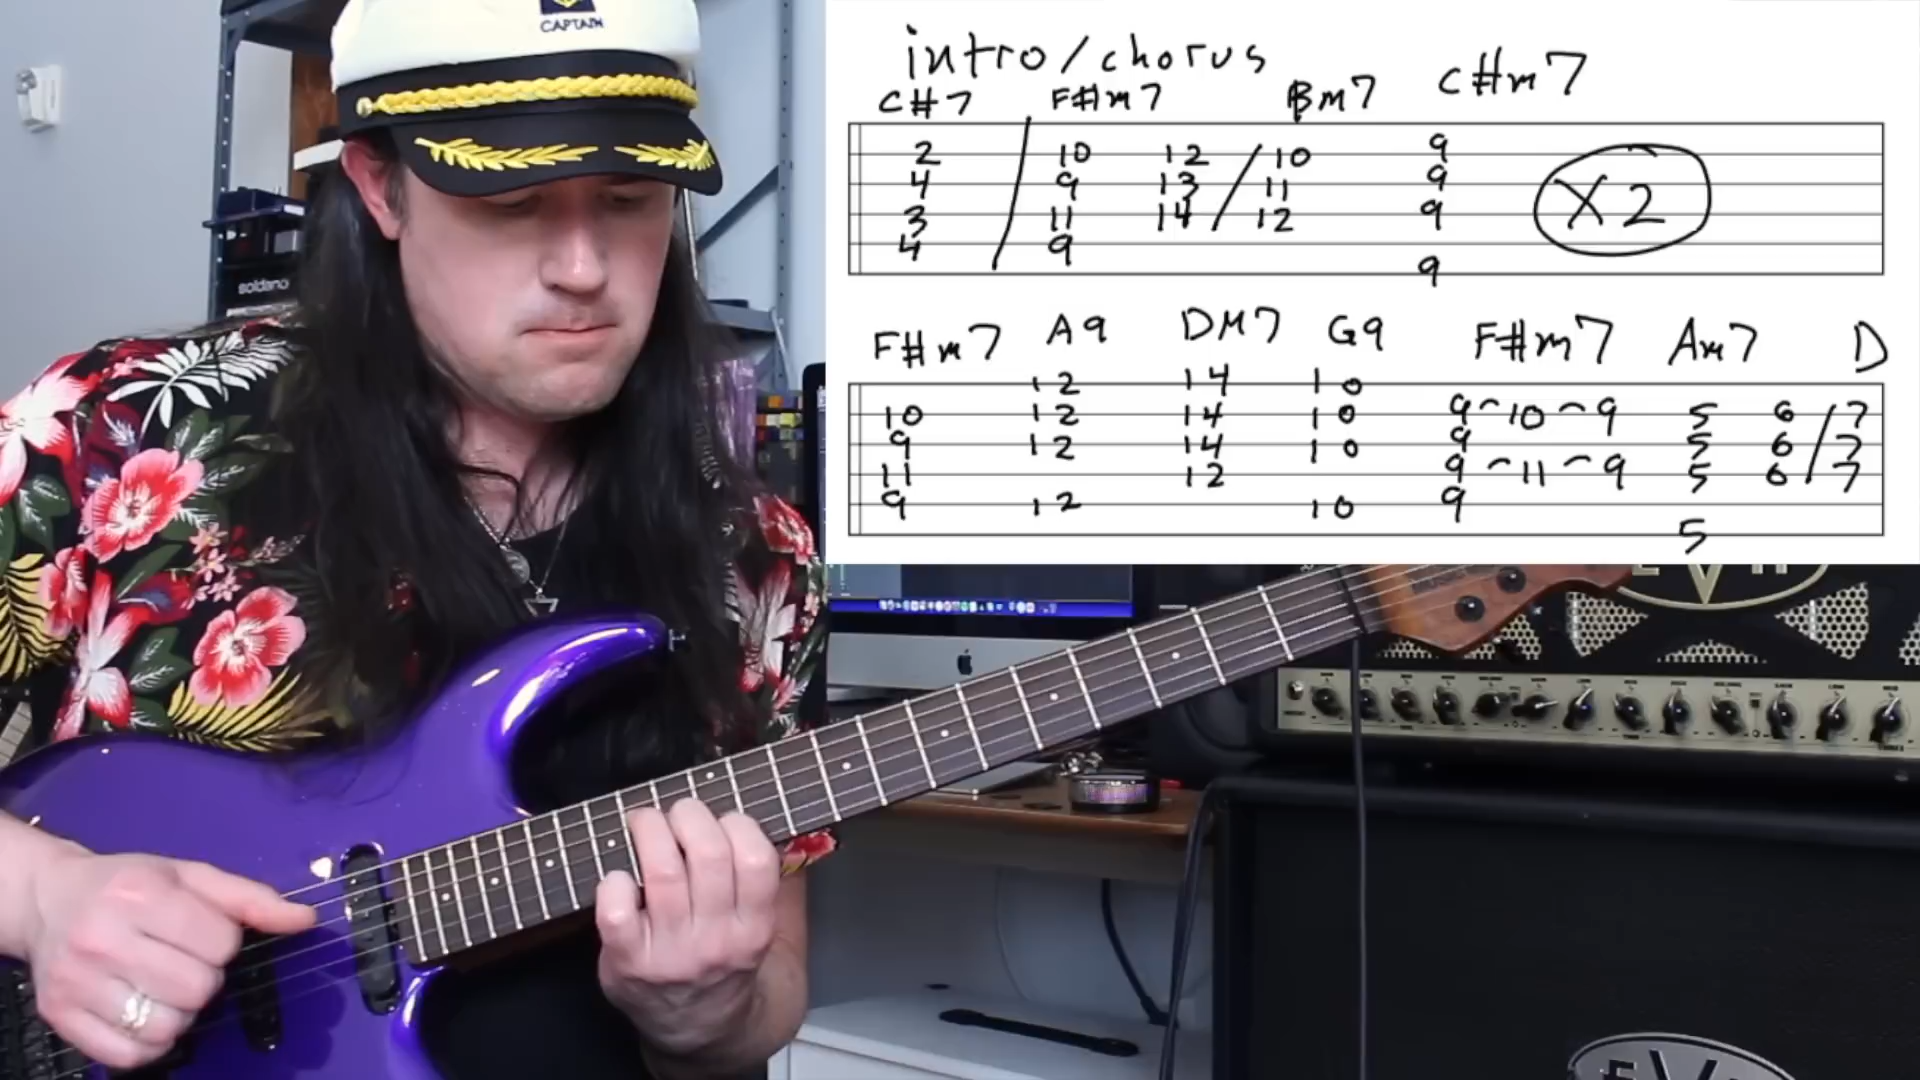 CAPTAIN
intro/chorus
C#7 F#m7 Bm7 C#m7
2 10 12 / 10 9
4 9 13 11 9 X2
3 11 14 12 9
4 9
9
F#m7 A9 DM7 G9 F#m7 Am7 D
12 14 10
10 12 14 10 9~10~9 5 6 / 7
9 12 14 10 9 5 6 7
11 12 9~11~9 5 6 7
9 12 10 9
5
soldano
EVH
EVH